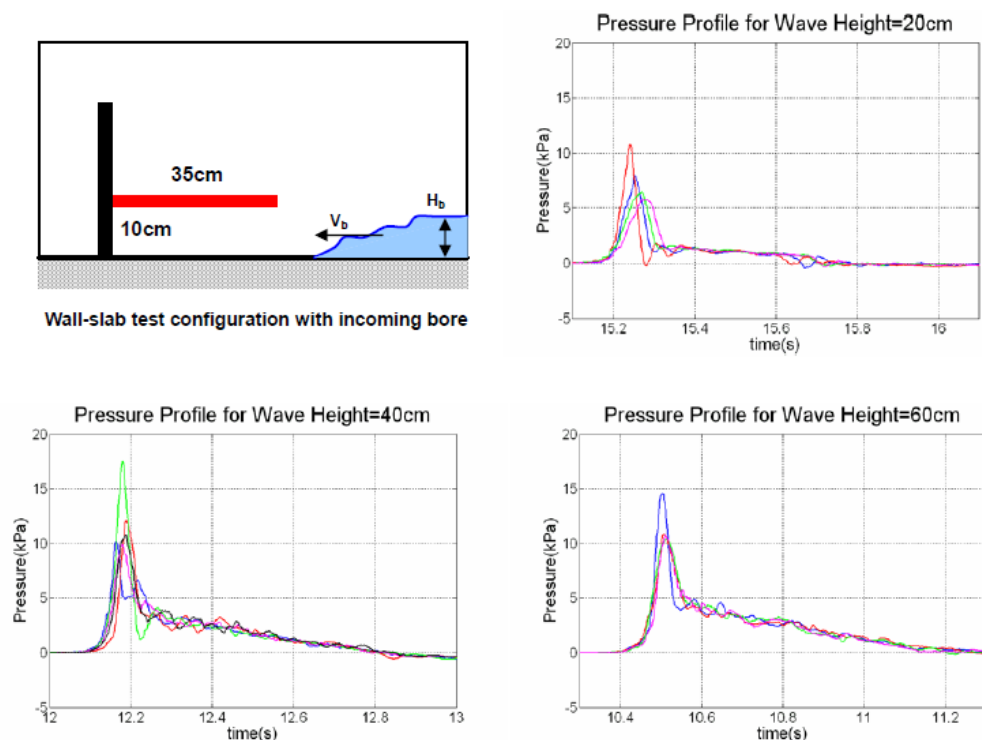 35cm
10cm
Vb
Hb
Wall-slab test configuration with incoming bore
Pressure Profile for Wave Height=20cm
Pressure(kPa)
20
15
10
5
0
-5
15.2 15.4 15.6 15.8 16
time(s)
Pressure Profile for Wave Height=40cm
Pressure(kPa)
20
15
10
5
0
-5
12 12.2 12.4 12.6 12.8 13
time(s)
Pressure Profile for Wave Height=60cm
Pressure(kPa)
20
15
10
5
0
-5
10.4 10.6 10.8 11 11.2
time(s)